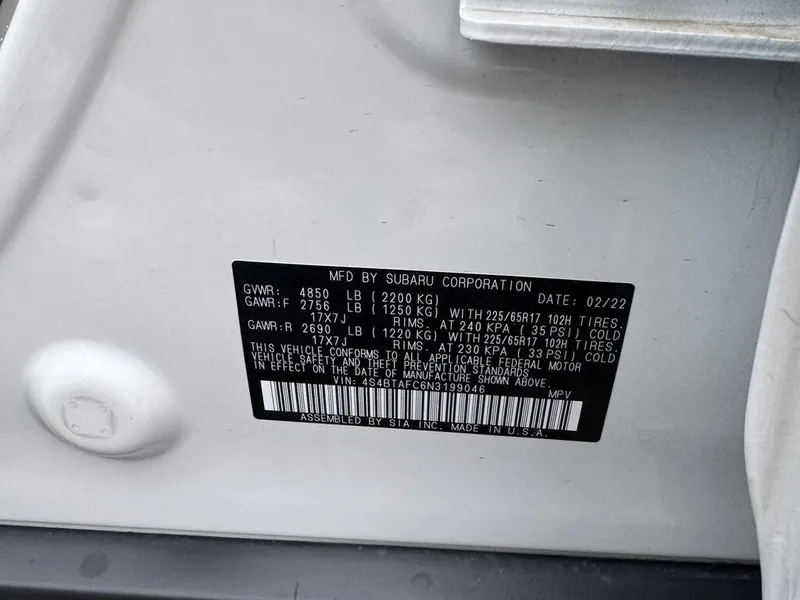 MFD BY SUBARU CORPORATION
GVWR: 4850 LB ( 2200 KG) DATE: 02/22
GAWR:F 2756 LB ( 1250 KG) WITH 225/65R17 102H TIRES.
17X7J RIMS. AT 240 KPA ( 35 PSI) COLD
GAWR:R 2690 LB ( 1220 KG) WITH 225/65R17 102H TIRES.
17X7J RIMS. AT 230 KPA ( 33 PSI) COLD
THIS VEHICLE CONFORMS TO ALL APPLICABLE FEDERAL MOTOR
VEHICLE SAFETY AND THEFT PREVENTION STANDARDS
IN EFFECT ON THE DATE OF MANUFACTURE SHOWN ABOVE.
VIN: 4S4BTAFC6N3199046 MPV
ASSEMBLED BY SIA INC. MADE IN U.S.A.